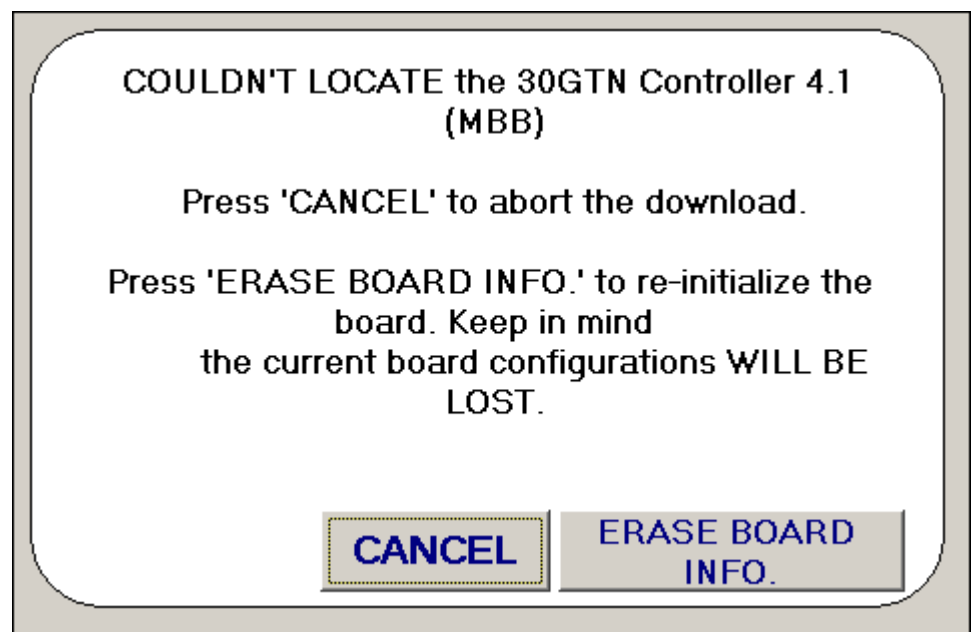 COULDN'T LOCATE the 30GTN Controller 4.1
(MBB)
Press 'CANCEL' to abort the download.
Press 'ERASE BOARD INFO.' to re-initialize the
board. Keep in mind
the current board configurations WILL BE
LOST.
CANCEL
ERASE BOARD
INFO.